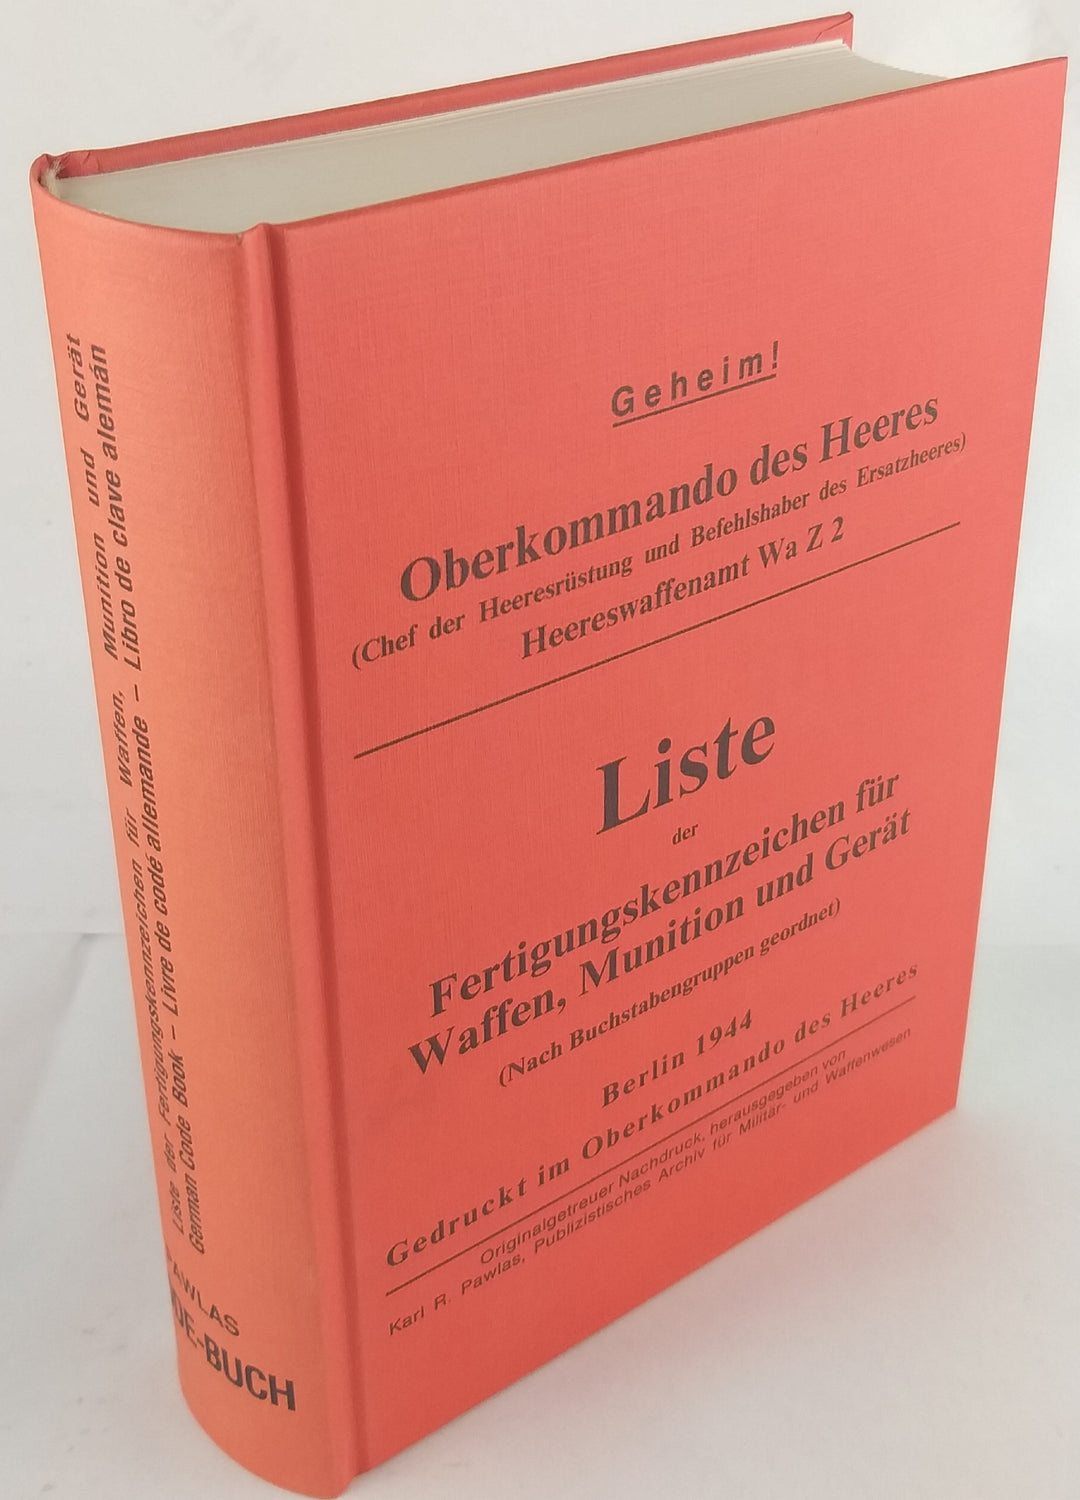 Geheim!
Oberkommando des Heeres
(Chef der Heeresrüstung und Befehlshaber des Ersatzheeres)
Heereswaffenamt Wa Z 2
Liste
der
Fertigungskennzeichen für
Waffen, Munition und Gerät
(Nach Buchstabengruppen geordnet)
Berlin 1944
Gedruckt im Oberkommando des Heeres
Originalgetreuer Nachdruck, herausgegeben von
Karl R. Pawlas, Publizistisches Archiv für Militär- und Waffenwesen
Liste der Fertigungskennzeichen für Waffen, Munition und Gerät
German Code Book – Livre de codé allemande – Libro de clave alemán
PAWLAS
DE-BUCH